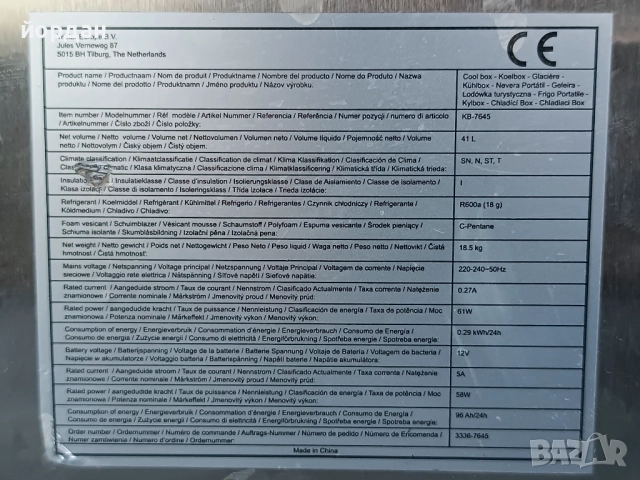 йордан
B.V.
Jules Verneweg 87
5015 BH Tilburg, The Netherlands
CE
Product name / Productnaam / Nom de produit / Produktname / Nombre del producto / Nome do Produto / Nazwa
produktu / Nome del prodotto / Produktnamn / Jméno produktu / Názov výrobku.
Cool box - Koelbox - Glacière -
Kühlbox - Nevera Portátil - Geleira -
Lodówka turystyczna - Frigo Portatile -
Kylbox - Chladící Box - Chladiaci Box
Item number / Modelnummer / Réf. modèle / Artikel Nummer / Referencia / Referência / Numer pozycji / numero di articolo
/ Artikelnummer / Číslo zboží / Číslo položky:
KB-7645
Net volume / Netto volume / Volume net / Nettovolumen / Volumen neto / Volume líquido / Pojemność netto / Volume
netto / Nettovolym / Čisky objem / Čistý objem:
41 L
Climate classification / Klimaatclassificatie / Classification de climat / Klima Klassifikation / Clasificación de Clima /
climatic / Klasa klimatyczna / Classificazione clima / Klimatklassificering / Klimatická třída / Klimatická trieda:
SN, N, ST, T
Insulation / Insulatieklasse / Classe d'insulation / Isolierungsklasse / Clase de Aislamiento / Classe de isolamento /
Klasa izolacji / Classe di isolamento / Isoleringsklass / Třída izolace / Trieda izolácie:
I
Refrigerant / Koelmiddel / Réfrigérant / Kühlmittel / Refrigerante / Refrigerante / Czynnik chłodniczy / Refrigerante /
Köldmedium / Chladivo / Chladivo:
R600a (18 g)
Foam vesicant / Schuimblazer / Vésicant mousse / Schaumstoff / Polyfoam / Espuma vesicante / Środek pieniący
/ Schiuma isolante / Skumblåsbildning / Izolační pěna / Izolačná pena:
C-Pentane
Net weight / Netto gewicht / Poids net / Nettogewicht / Peso Neto / Peso líquido / Waga netto / Peso netto / Nettovikt / Čistá
hmotnost / Čistá hmotnosť:
18.5 kg
Mains voltage / Netspanning / Voltage principal / Netzspannung / Voltaje Principal / Voltagem de corrente / Napięcie
sieciowe / Voltaggio rete elettrica / Nätspänning / Síťové napětí / Sieťové napätie:
220-240~50Hz
Rated current / Aangeduide stroom / Taux de courant / Nennstrom / Clasificado Actualmente / Taxa corrente / Natężenie
znamionowe / Corrente nominale / Märkström / Jmenovitý proud / Menovitý prúd:
0.27A
Rated power / aangedeude kracht / Taux de puissance / Nennleistung / Clasificación Energía / Taxa de potência / Moc
znamionowa / Potenza nominale / Märkeffekt / Jmenovitý výkon / Menovitý výkon:
61W
Consumption of energy / Energieverbruik / Consommation d'énergie / Energieverbrauch / Consumo de Energía /
Consumo de Energia / Zużycie energii / Consumo di elettricità / Energiförbrukning / Spotřeba energie / Spotreba energie:
0.29 kWh/24h
Battery voltage / Batterijspanning / Voltage de la batterie / Batterie Spannung / Voltaje de Batería / Voltagem de bacteria /
Napięcie w akumulatorze / Voltaggio batteria / Batterispänning / Napětí v baterii / Napätie batérie:
12V
Rated current / Aangeduide stroom / Taux de courant / Nennstrom / Clasificado Actualmente / Taxa corrente / Natężenie
znamionowe / Corrente nominale / Märkström / Jmenovitý proud / Menovitý prúd:
5A
Rated power / aangedeude kracht / Taux de puissance / Nennleistung / Clasificación Energía / Taxa de potência / Moc
znamionowa / Potenza nominale / Märkeffekt / Jmenovitý výkon / Menovitý výkon:
58W
Consumption of energy / Energieverbruik / Consommation d'énergie / Energieverbrauch / Consumo de Energía /
Consumo de Energia / Zużycie energii / Consumo di elettricità / Energiförbrukning / Spotřeba energie / Spotreba energie:
96 Ah/24h
Order number / Ordernummer / Numéro de commande / Auftrags-Nummer / Número de pedido / Número de Encomenda /
Numer zamówienia / Numero d'ordine / Ordernummer:
3336-7645
Made in China
BAZAR